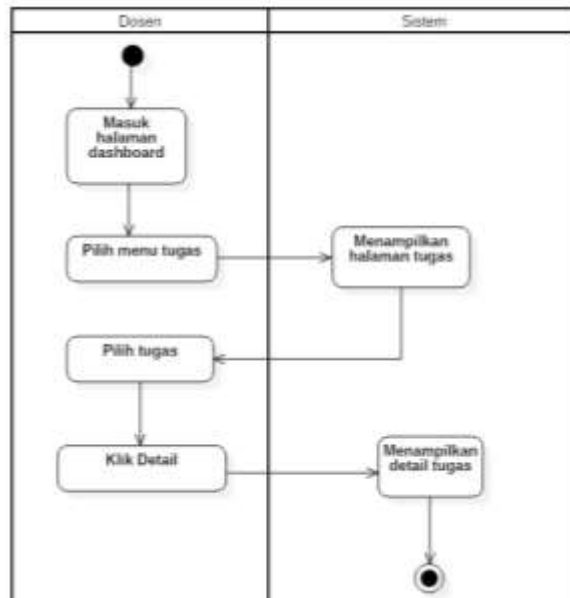 Dosen
Sistem
Masuk
halaman
dashboard
Pilih menu tugas
Menampilkan
halaman tugas
Pilih tugas
Klik Detail
Menampilkan
detail tugas